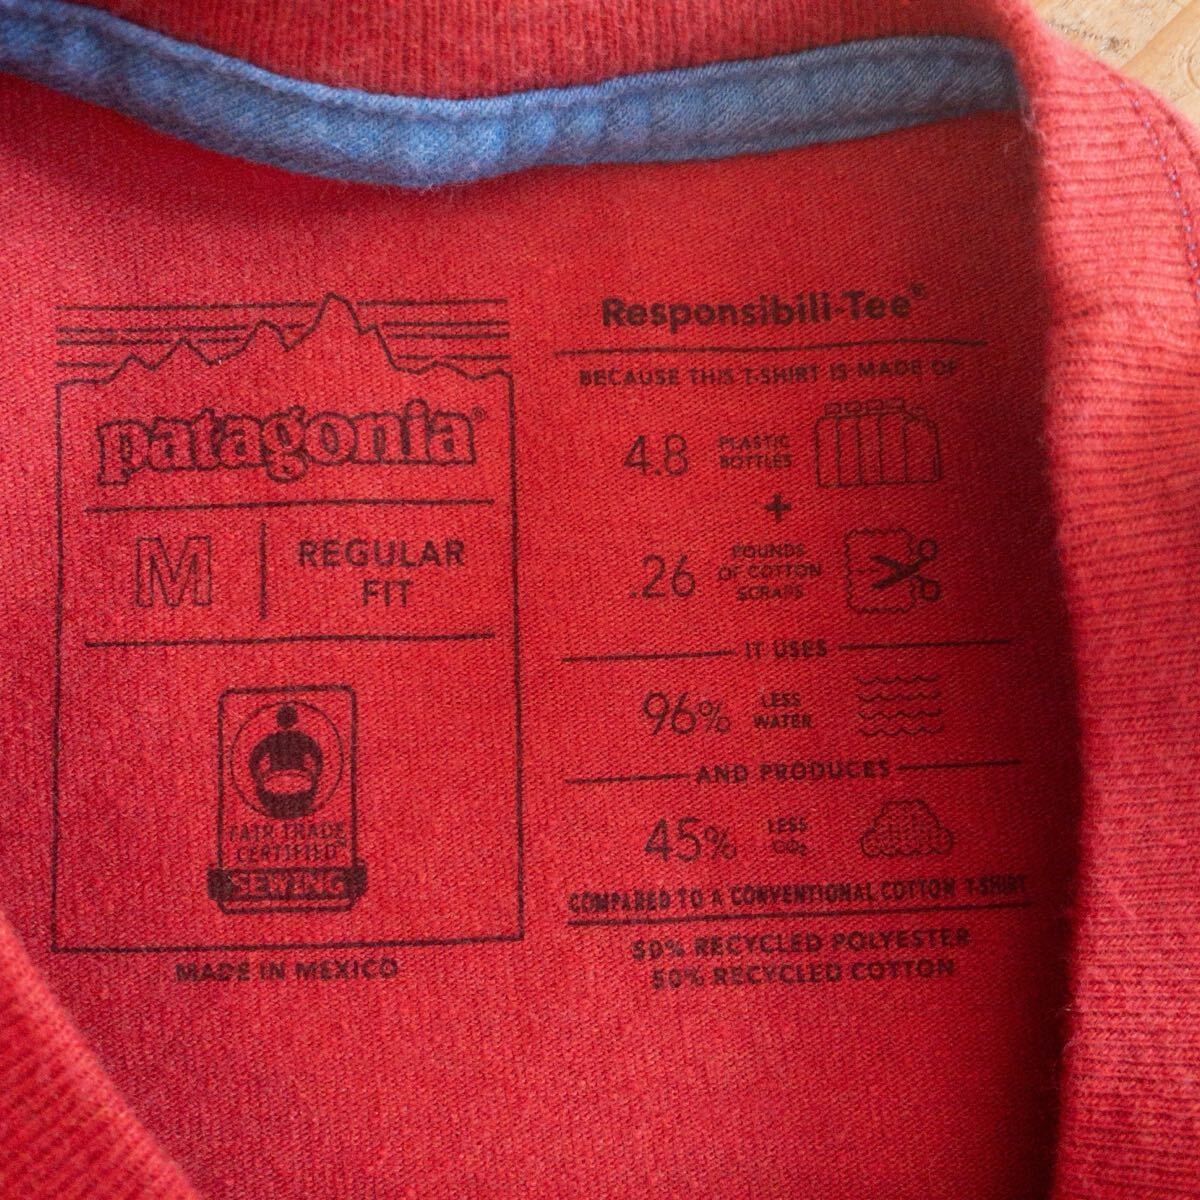 patagonia®
M
REGULAR
FIT
FAIR TRADE
CERTIFIED™
SEWING
MADE IN MEXICO
Responsibili-Tee®
BECAUSE THIS T-SHIRT IS MADE OF
4.8 PLASTIC
BOTTLES
+
.26 POUNDS
OF COTTON
SCRAPS
IT USES
96% LESS
WATER
AND PRODUCES
45% LESS
CO₂
COMPARED TO A CONVENTIONAL COTTON T-SHIRT
50% RECYCLED POLYESTER
50% RECYCLED COTTON